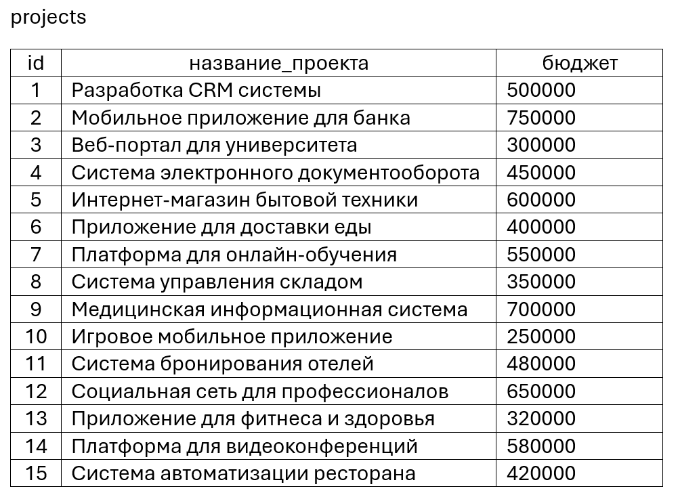 projects
id название_проекта бюджет
1 Разработка CRM системы 500000
2 Мобильное приложение для банка 750000
3 Веб-портал для университета 300000
4 Система электронного документооборота 450000
5 Интернет-магазин бытовой техники 600000
6 Приложение для доставки еды 400000
7 Платформа для онлайн-обучения 550000
8 Система управления складом 350000
9 Медицинская информационная система 700000
10 Игровое мобильное приложение 250000
11 Система бронирования отелей 480000
12 Социальная сеть для профессионалов 650000
13 Приложение для фитнеса и здоровья 320000
14 Платформа для видеоконференций 580000
15 Система автоматизации ресторана 420000